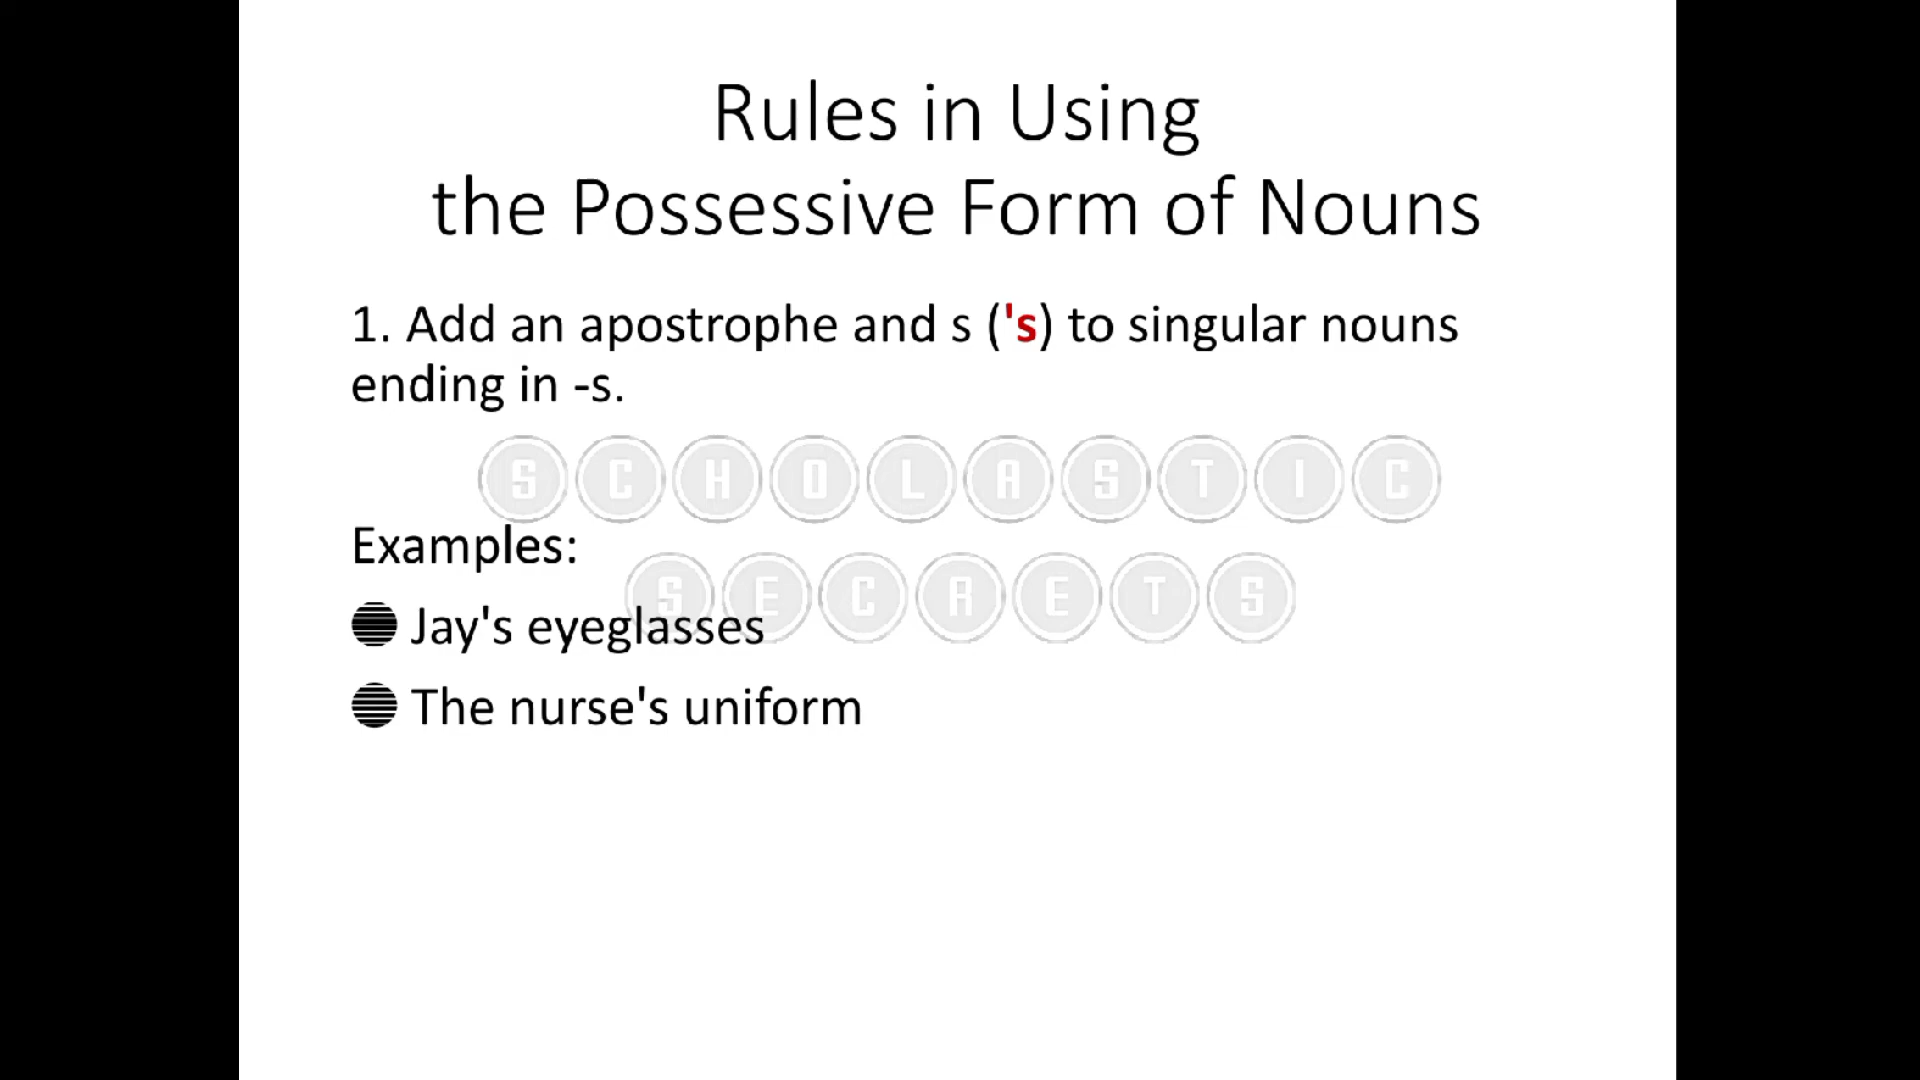 Rules in Using
the Possessive Form of Nouns
1. Add an apostrophe and s ('s) to singular nouns
ending in -s.
SCHOLASTIC
Examples:
SECRETS
Jay's eyeglasses
The nurse's uniform